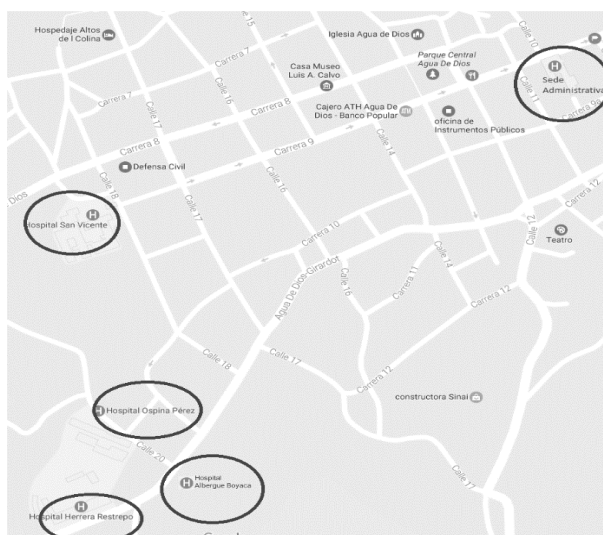 Carrera 15
Hospedaje Altos
de l Colina
Iglesia Agua de Dios
Carrera 7
Calle 16
Parque Central
Agua De Dios
Calle 10
Sede
Administrativa
Casa Museo
Luis A. Calvo
Carrera 7
Calle 17
Carrera 8
Calle 11
Cajero ATH Agua De
Dios - Banco Popular
oficina de
Instrumentos Públicos
Carrera 9a
Carrera 8
Carrera 9
Calle 14
Defensa Civil
Dios
Calle 18
Calle 16
Carrera 12
Hospital San Vicente
Calle 17
Carrera 10
Calle 12
Teatro
Agua De Dios-Girardot
Calle 14
Carrera 11
Calle 16
Carrera 12
Calle 18
Calle 17
Carrera 12
constructora Sinai
Hospital Ospina Pérez
Calle 20
Hospital
Albergue Boyaca
Calle 17
Hospital Herrera Restrepo